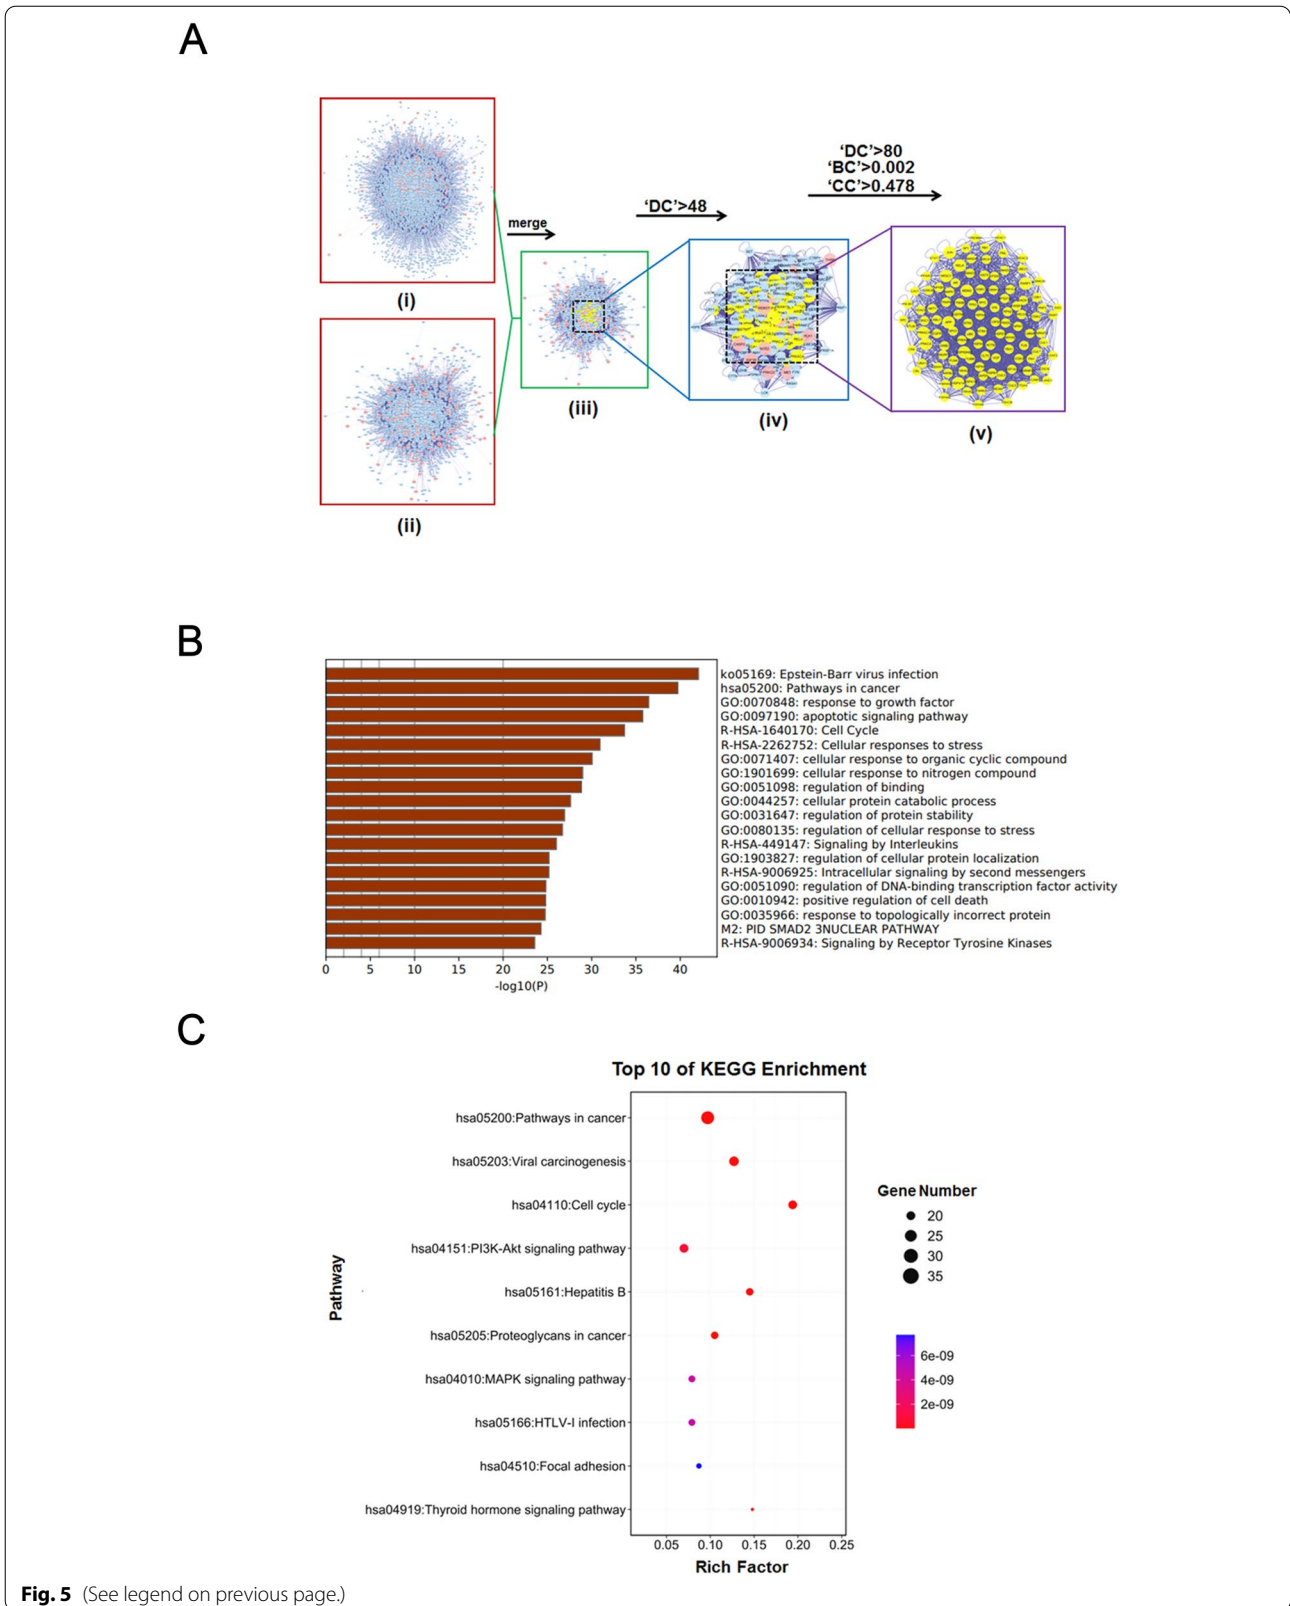 A
(i)
(ii)
merge
(iii)
‘DC’>48
(iv)
‘DC’>80
‘BC’>0.002
‘CC’>0.478
(v)
B
ko05169: Epstein-Barr virus infection
hsa05200: Pathways in cancer
GO:0070848: response to growth factor
GO:0097190: apoptotic signaling pathway
R-HSA-1640170: Cell Cycle
R-HSA-2262752: Cellular responses to stress
GO:0071407: cellular response to organic cyclic compound
GO:1901699: cellular response to nitrogen compound
GO:0051098: regulation of binding
GO:0044257: cellular protein catabolic process
GO:0031647: regulation of protein stability
GO:0080135: regulation of cellular response to stress
R-HSA-449147: Signaling by Interleukins
GO:1903827: regulation of cellular protein localization
R-HSA-9006925: Intracellular signaling by second messengers
GO:0051090: regulation of DNA-binding transcription factor activity
GO:0010942: positive regulation of cell death
GO:0035966: response to topologically incorrect protein
M2: PID SMAD2 3NUCLEAR PATHWAY
R-HSA-9006934: Signaling by Receptor Tyrosine Kinases
0 5 10 15 20 25 30 35 40
-log10(P)
C
Top 10 of KEGG Enrichment
Pathway
hsa05200:Pathways in cancer
hsa05203:Viral carcinogenesis
hsa04110:Cell cycle
hsa04151:PI3K-Akt signaling pathway
hsa05161:Hepatitis B
hsa05205:Proteoglycans in cancer
hsa04010:MAPK signaling pathway
hsa05166:HTLV-I infection
hsa04510:Focal adhesion
hsa04919:Thyroid hormone signaling pathway
0.05 0.10 0.15 0.20 0.25
Rich Factor
Gene Number
20
25
30
35
6e-09
4e-09
2e-09
Fig. 5 (See legend on previous page.)